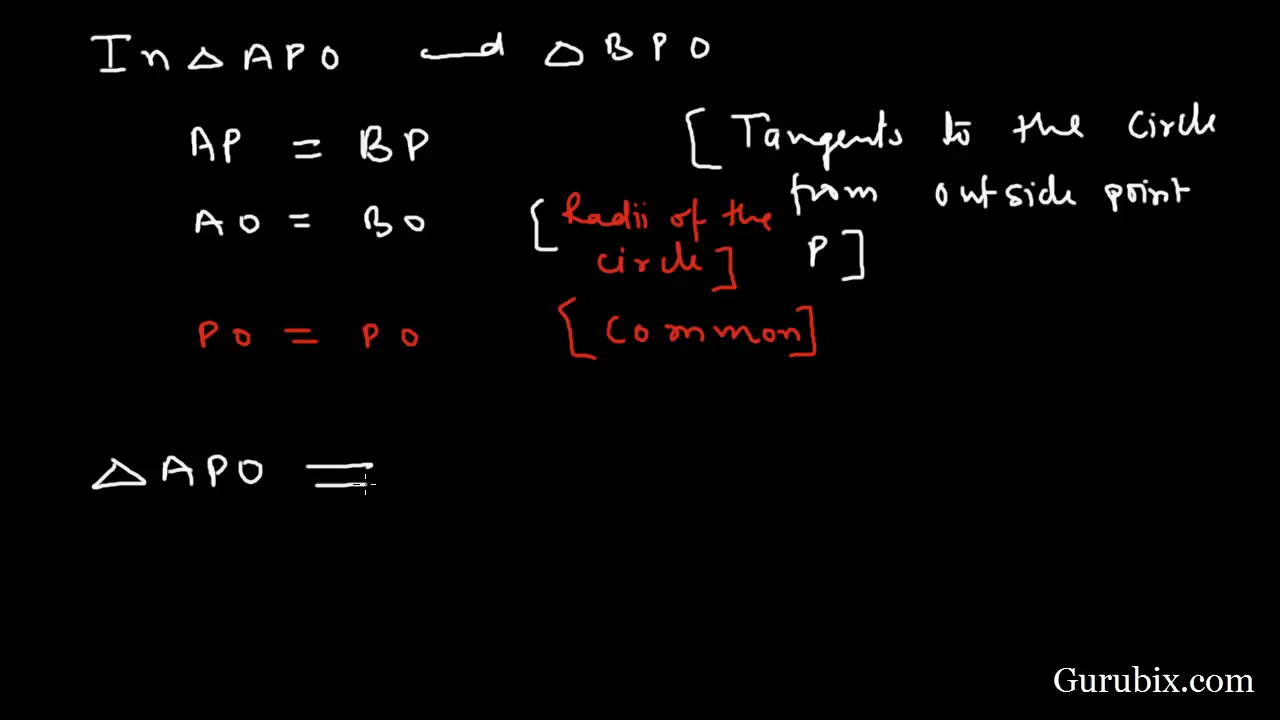 In △ APO and △ BPO
AP = BP [Tangents to the circle
from outside point
P]
AO = BO [Radii of the
circle]
PO = PO [Common]
△ APO =
Gurubix.com